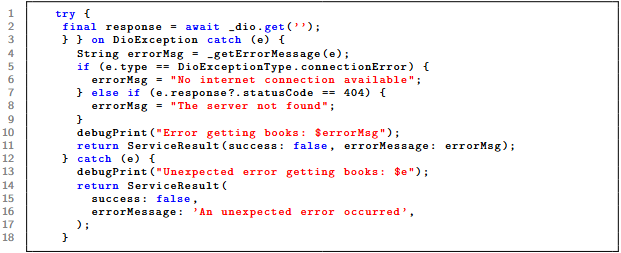 1 try {
2 final response = await _dio.get('');
3 } } on DioException catch (e) {
4 String errorMsg = _getErrorMessage(e);
5 if (e.type == DioExceptionType.connectionError) {
6 errorMsg = "No internet connection available";
7 } else if (e.response?.statusCode == 404) {
8 errorMsg = "The server not found";
9 }
10 debugPrint("Error getting books: $errorMsg");
11 return ServiceResult(success: false, errorMessage: errorMsg);
12 } catch (e) {
13 debugPrint("Unexpected error getting books: $e");
14 return ServiceResult(
15 success: false,
16 errorMessage: 'An unexpected error occurred',
17 );
18 }